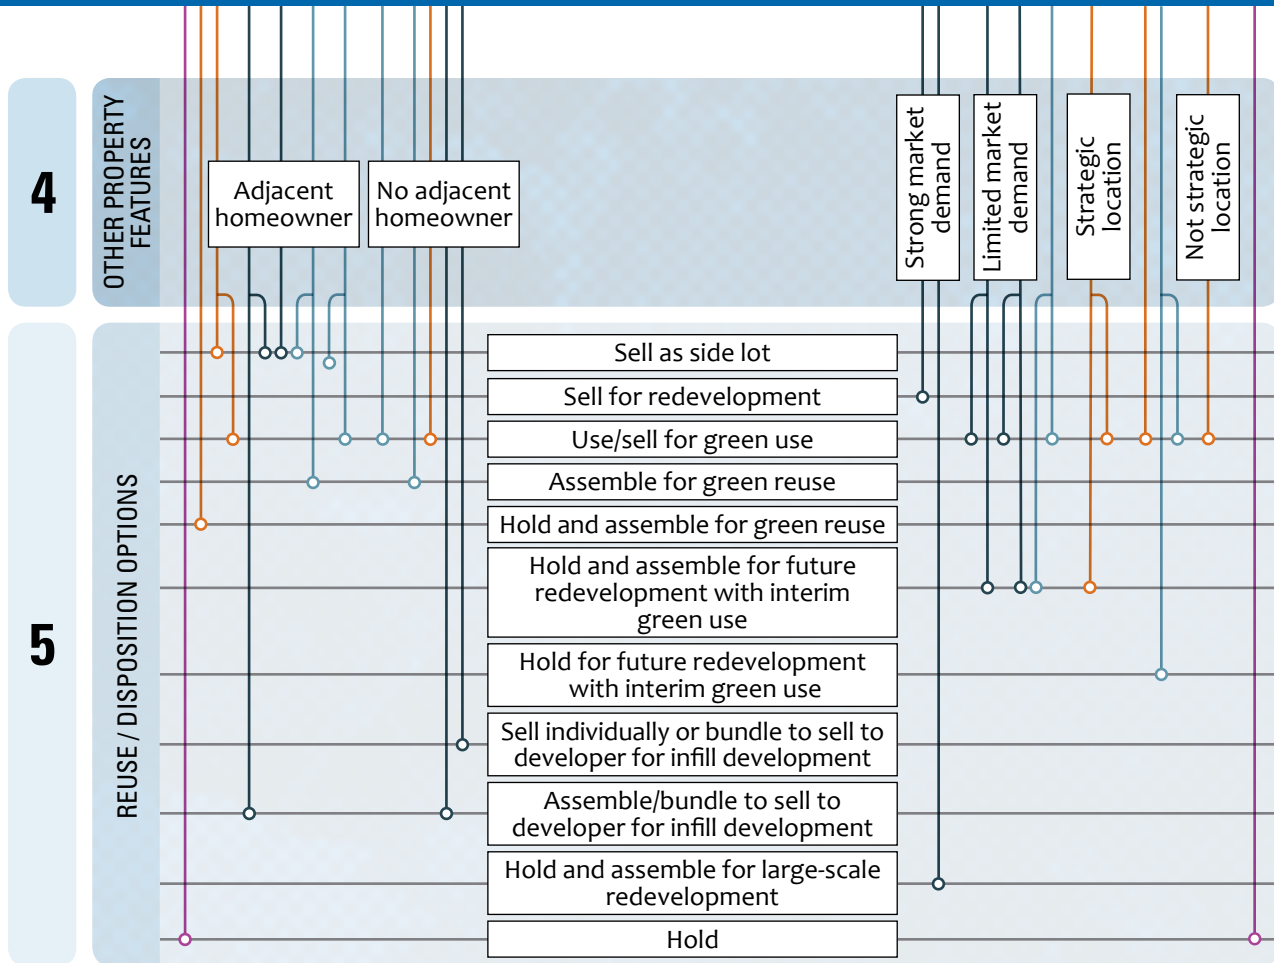 4
OTHER PROPERTY
FEATURES
Adjacent
homeowner
No adjacent
homeowner
Strong market
demand
Limited market
demand
Strategic
location
Not strategic
location
5
REUSE / DISPOSITION OPTIONS
Sell as side lot
Sell for redevelopment
Use/sell for green use
Assemble for green reuse
Hold and assemble for green reuse
Hold and assemble for future
redevelopment with interim
green use
Hold for future redevelopment
with interim green use
Sell individually or bundle to sell to
developer for infill development
Assemble/bundle to sell to
developer for infill development
Hold and assemble for large-scale
redevelopment
Hold